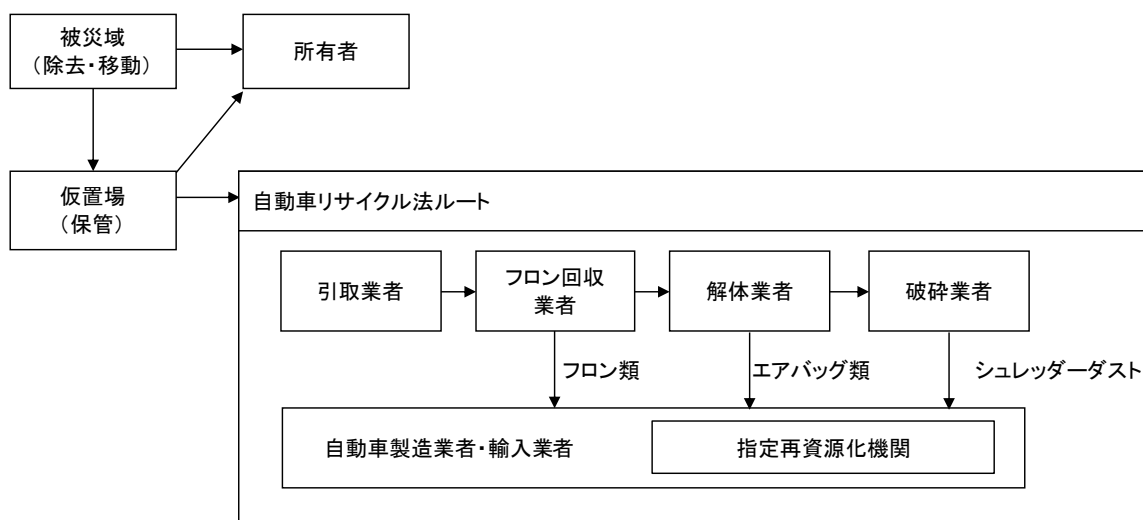 被災域
（除去・移動）
所有者
仮置場
（保管）
自動車リサイクル法ルート
引取業者
フロン回収
業者
解体業者
破砕業者
フロン類
エアバッグ類
シュレッダーダスト
自動車製造業者・輸入業者
指定再資源化機関